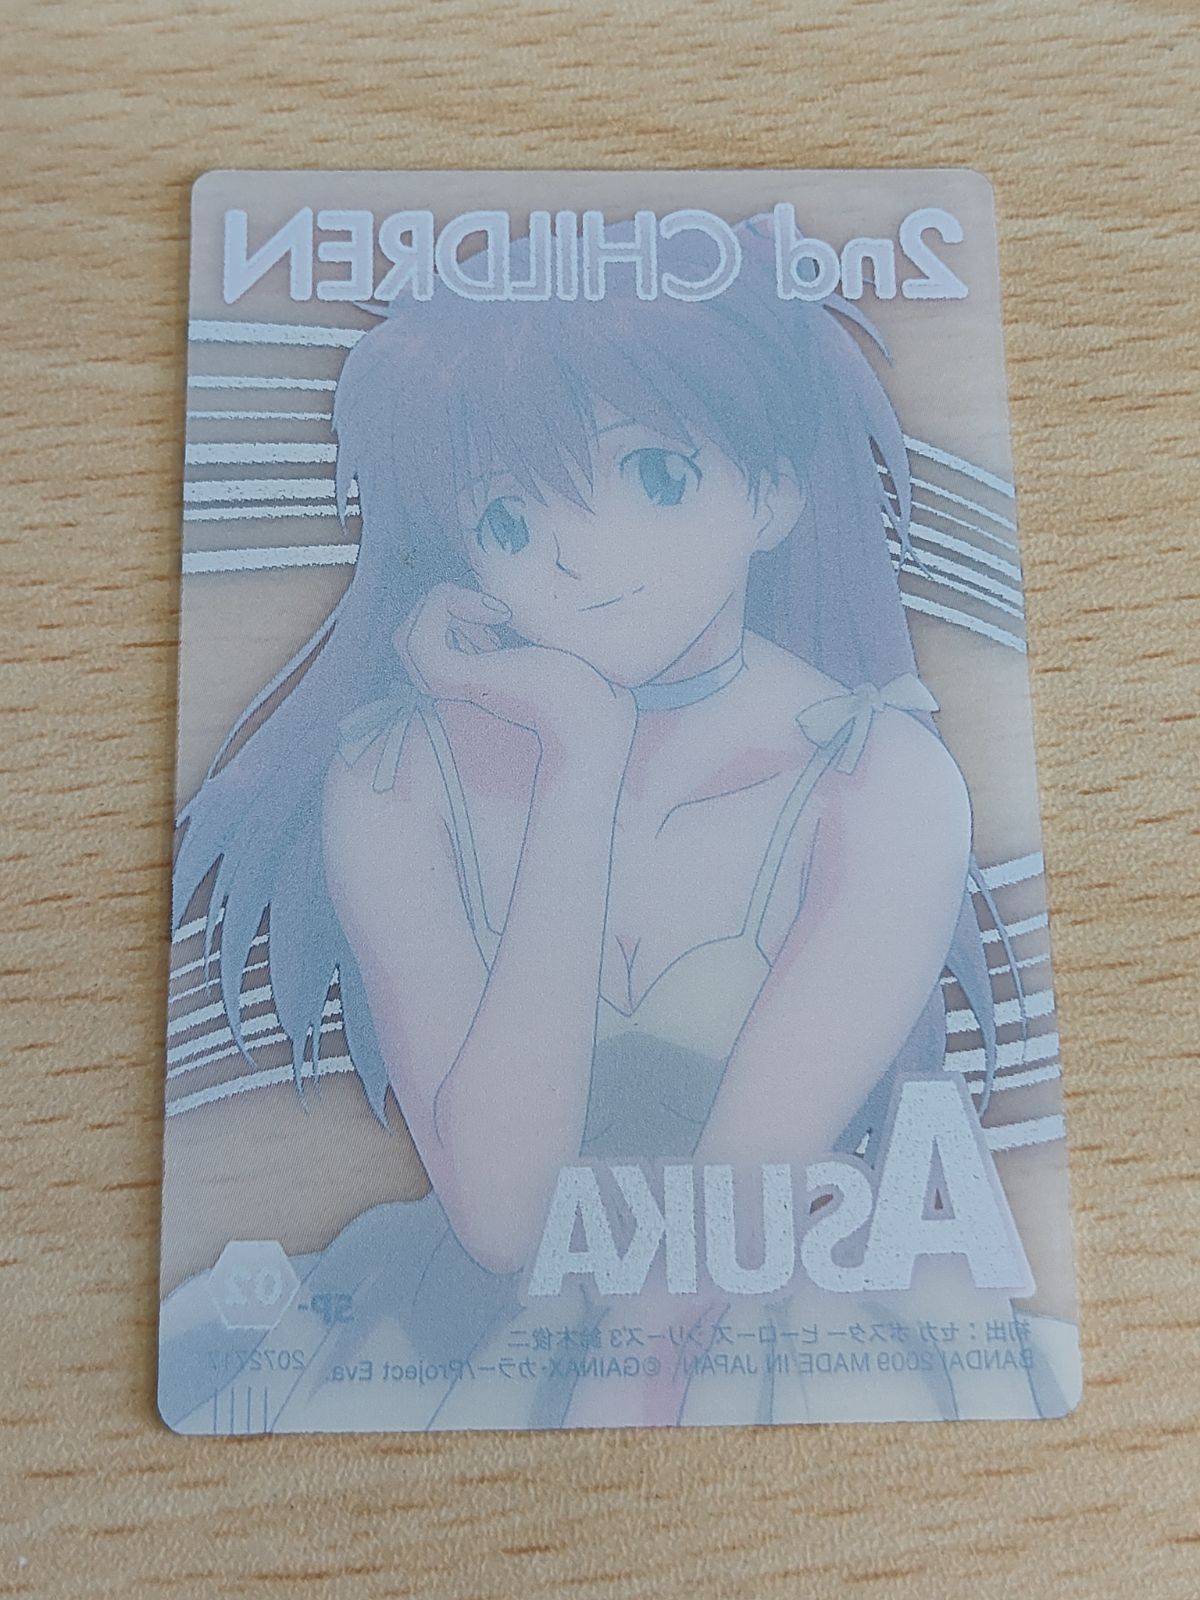 2nd CHILDREN
ASUKA
SP-
02
初出：セガ ポスターヒーローズ シリーズ3 鈴木俊二
BANDAI 2009 MADE IN JAPAN ©GAINAX・カラー/Project Eva.
2072717